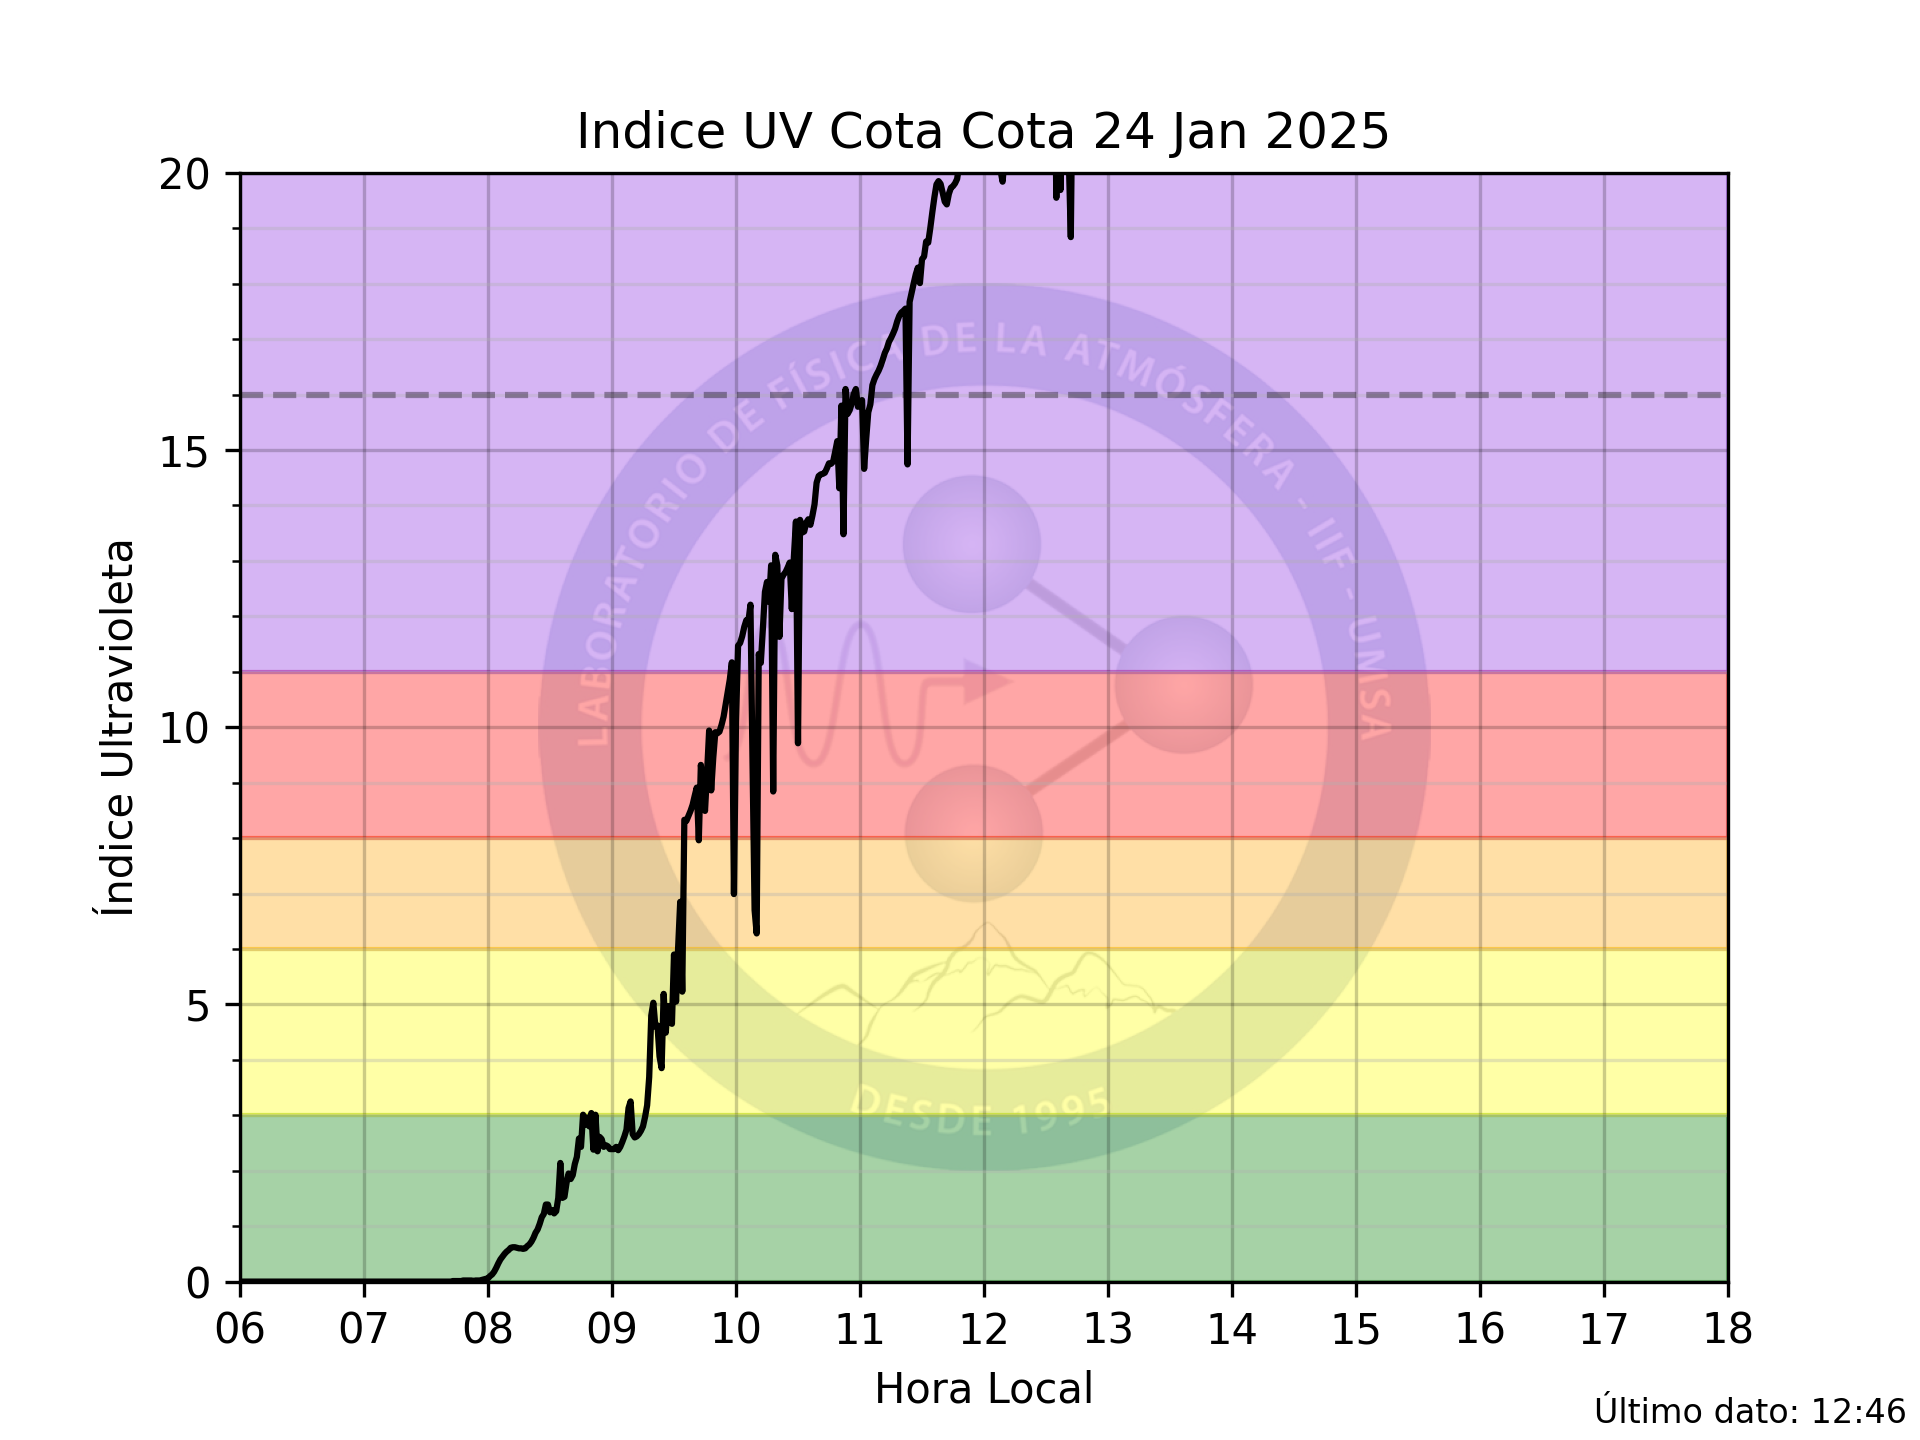 Indice UV Cota Cota 24 Jan 2025
20
15
10
5
0
Índice Ultravioleta
LABORATORIO DE FÍSICA DE LA ATMÓSFERA - IIF - UMSA
DESDE 1995
06 07 08 09 10 11 12 13 14 15 16 17 18
Hora Local
Último dato: 12:46